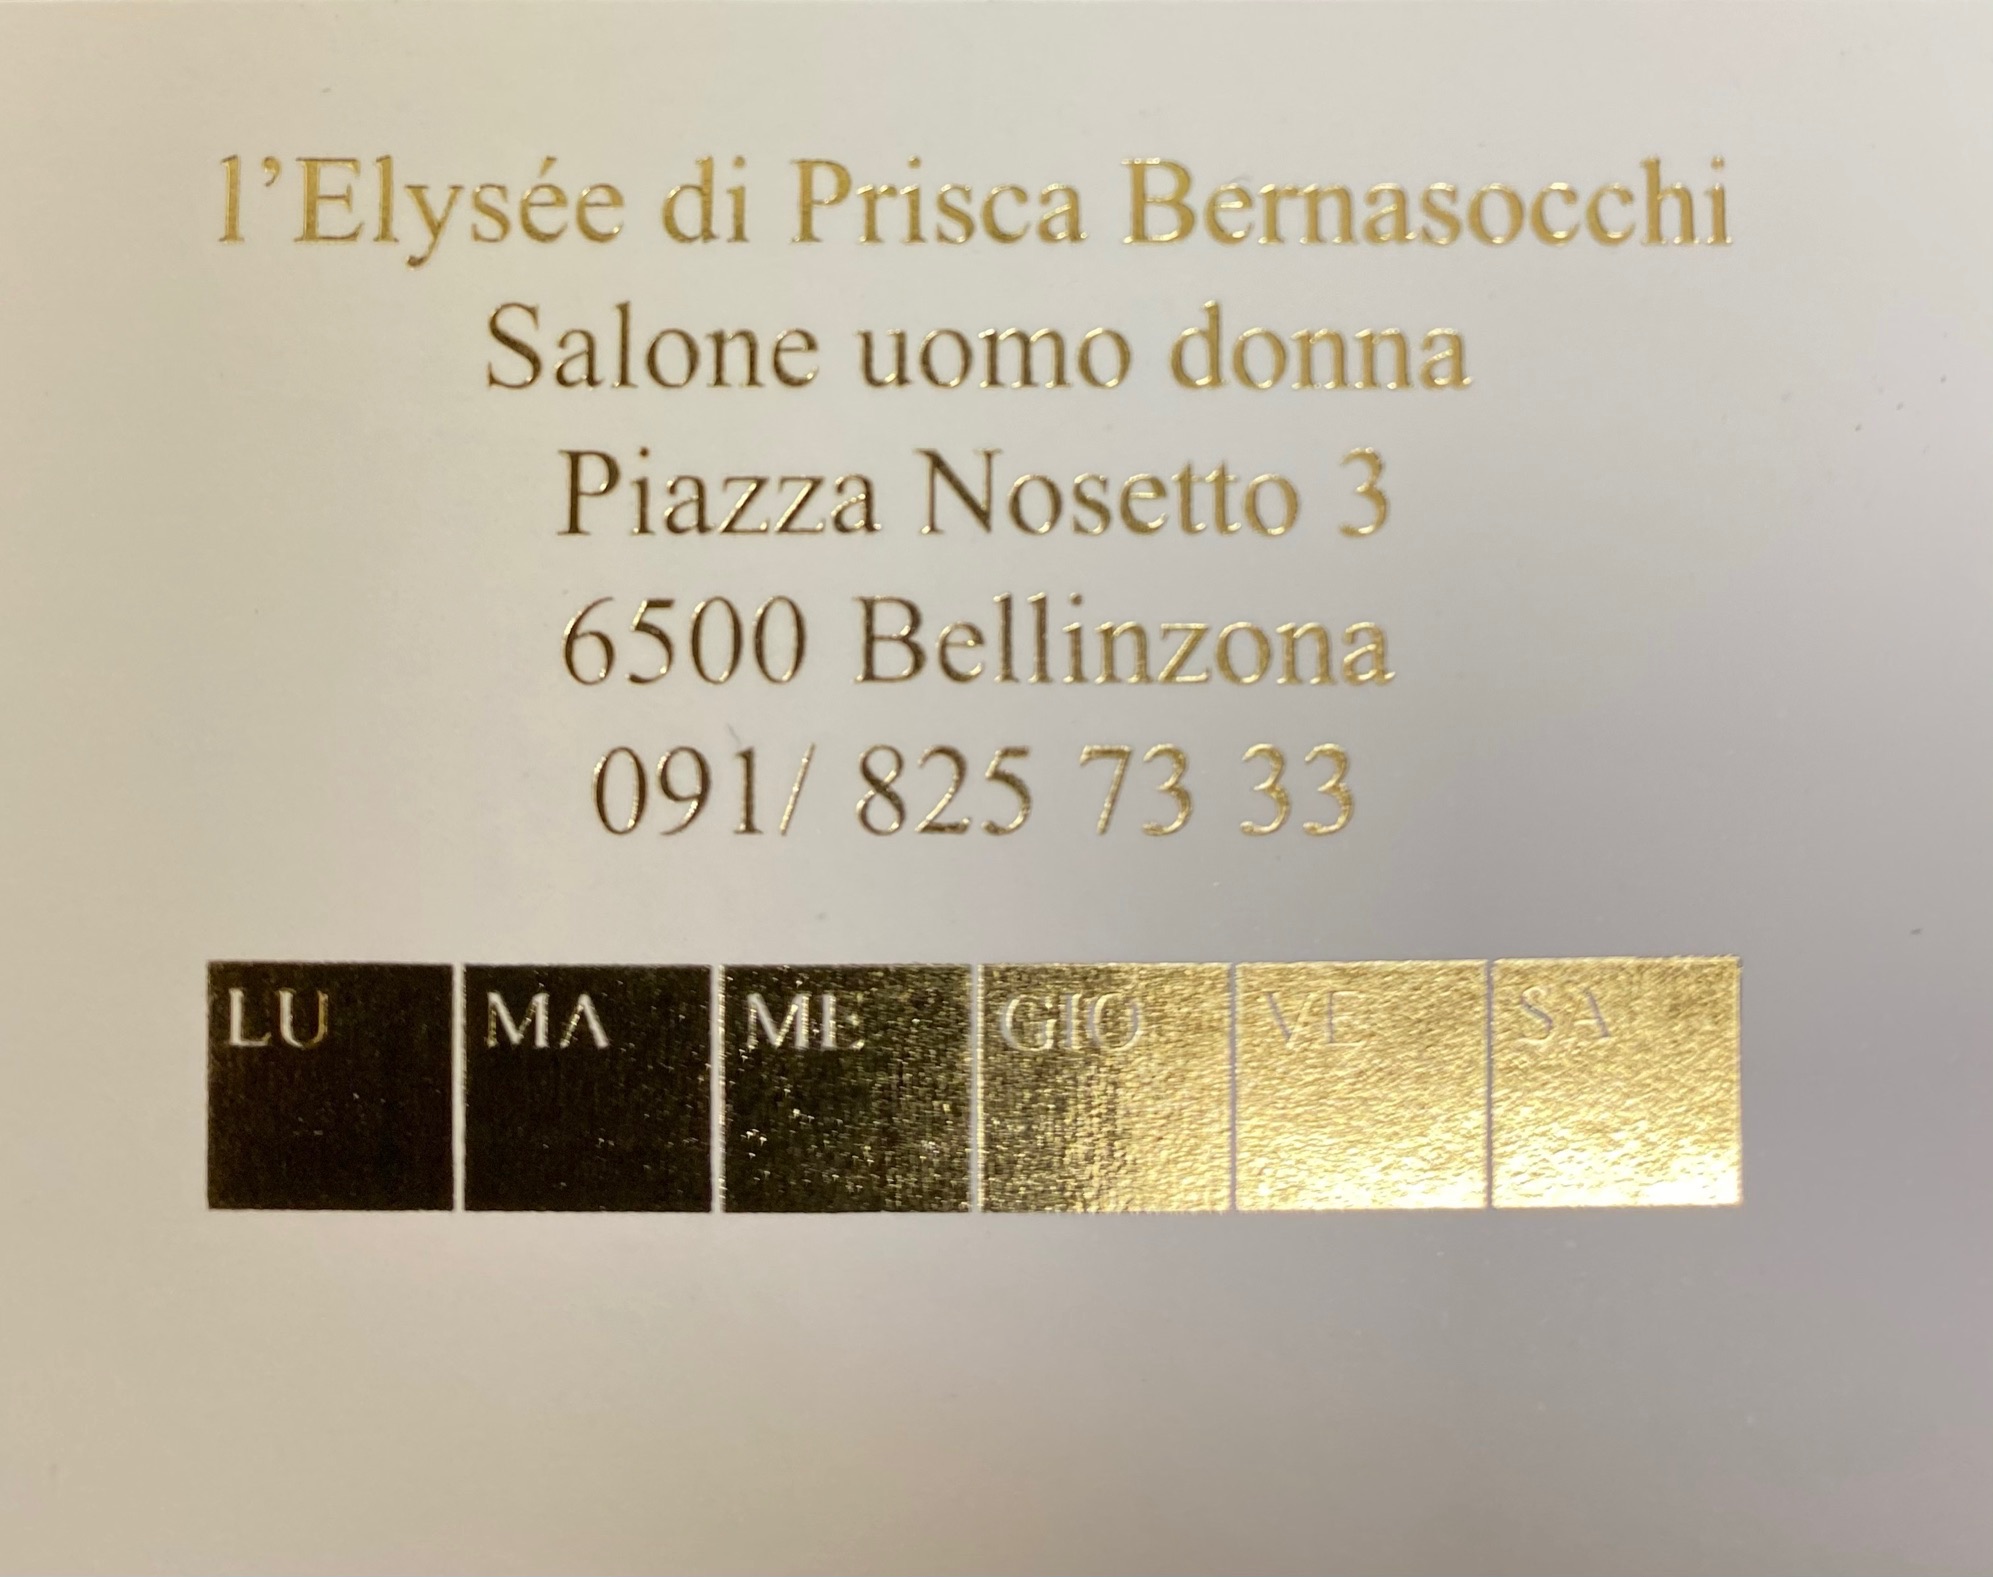 l’Elysée di Prisca Bernasocchi
Salone uomo donna
Piazza Nosetto 3
6500 Bellinzona
091/ 825 73 33
LU MA ME GIO VE SA